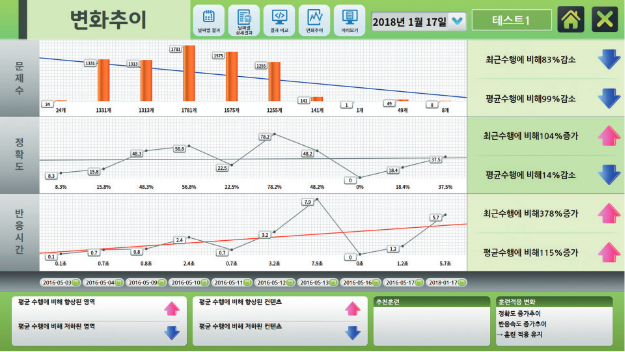 변화추이
날짜별 결과
날짜별 상세결과
결과 비교
변화추이
미리보기
2018년 1월 17일
테스트1
문제수
24 1331 1313 1781 1575 1255 141 1 49 8
24개 1331개 1313개 1781개 1575개 1255개 141개 1개 49개 8개
최근수행에 비해83%감소
평균수행에 비해99%감소
정확도
8.3 15.8 48.3 56.8 22.5 78.2 48.2 0 18.4 37.5
8.3% 15.8% 48.3% 56.8% 22.5% 78.2% 48.2% 0% 18.4% 37.5%
최근수행에 비해104%증가
평균수행에 비해14%감소
반응시간
0.1 0.7 0.8 2.4 0.7 3.2 7.9 0 1.2 5.7
0.1초 0.7초 0.8초 2.4초 0.7초 3.2초 7.9초 0초 1.2초 5.7초
최근수행에 비해378%증가
평균수행에 비해115%증가
2016-05-03 2016-05-04 2016-05-09 2016-05-10 2016-05-11 2016-05-12 2016-05-13 2016-05-16 2016-05-17 2018-01-17
평균 수행에 비해 향상된 영역
평균 수행에 비해 저하된 영역
평균 수행에 비해 향상된 컨텐츠
평균 수행에 비해 저하된 컨텐츠
추천훈련
훈련적응 변화
정확도 증가추이
반응속도 증가추이
→ 훈련 적응 유지